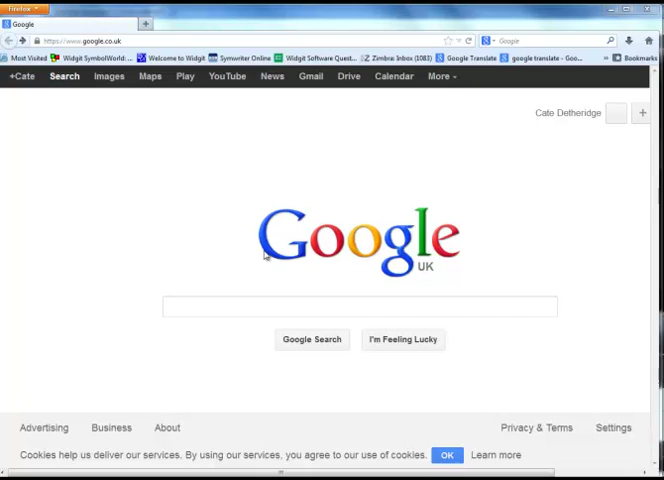 Firefox
Google
https://www.google.co.uk
Google
Most Visited Widgit SymbolWorld: ... Welcome to Widgit Symwriter Online Widgit Software Quest... Zimbra: Inbox (1083) Google Translate google translate - Goo... » Bookmarks
+Cate Search Images Maps Play YouTube News Gmail Drive Calendar More
Cate Detheridge +
Google
UK
Google Search I'm Feeling Lucky
Advertising Business About Privacy & Terms Settings
Cookies help us deliver our services. By using our services, you agree to our use of cookies. OK Learn more